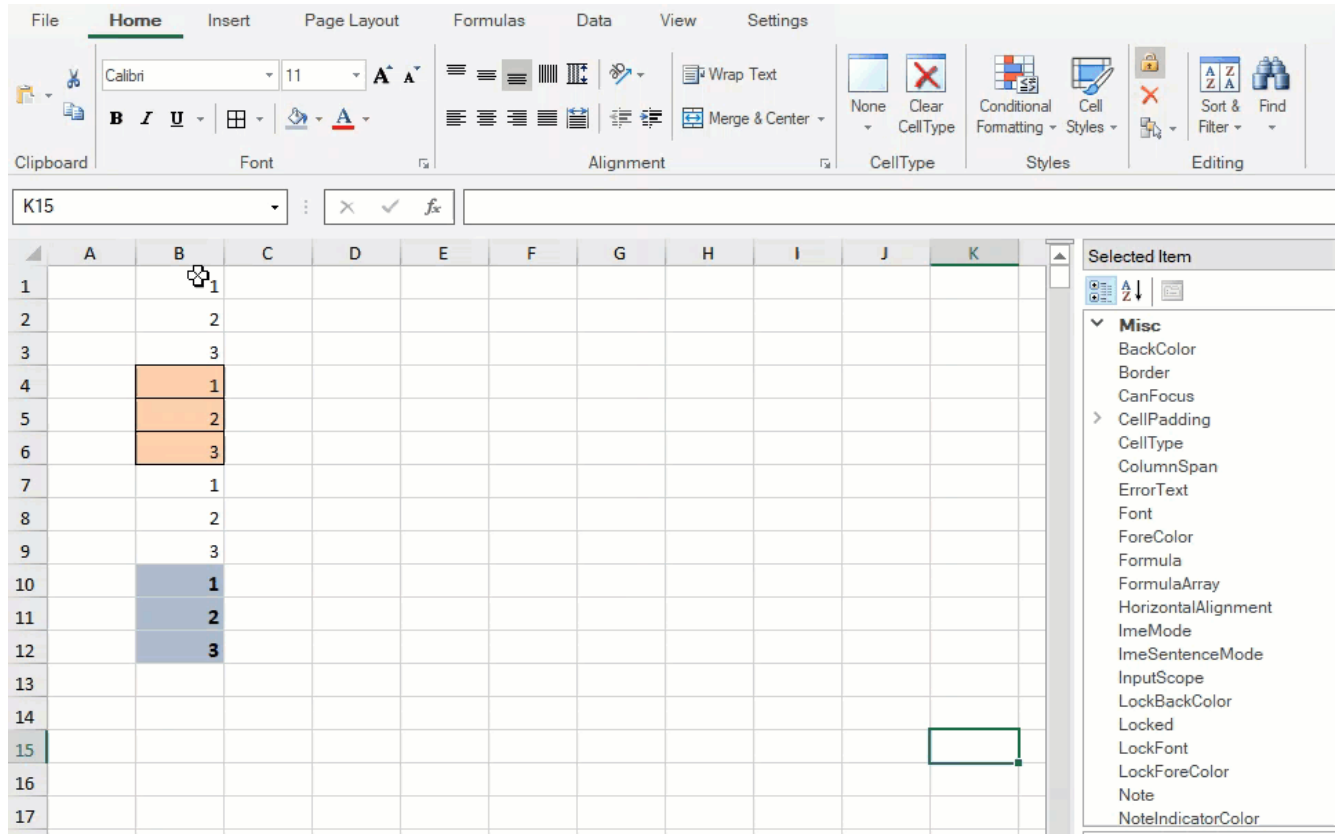 File Home Insert Page Layout Formulas Data View Settings
Calibri 11 A A Wrap Text
B I U A Merge & Center
None Clear CellType
Conditional Formatting Cell Styles
Sort & Filter Find
Clipboard Font Alignment CellType Styles Editing
K15 fx
A B C D E F G H I J K
1 1
2 2
3 3
4 1
5 2
6 3
7 1
8 2
9 3
10 1
11 2
12 3
13
14
15
16
17
Selected Item
Misc
BackColor
Border
CanFocus
CellPadding
CellType
ColumnSpan
ErrorText
Font
ForeColor
Formula
FormulaArray
HorizontalAlignment
ImeMode
ImeSentenceMode
InputScope
LockBackColor
Locked
LockFont
LockForeColor
Note
NoteIndicatorColor